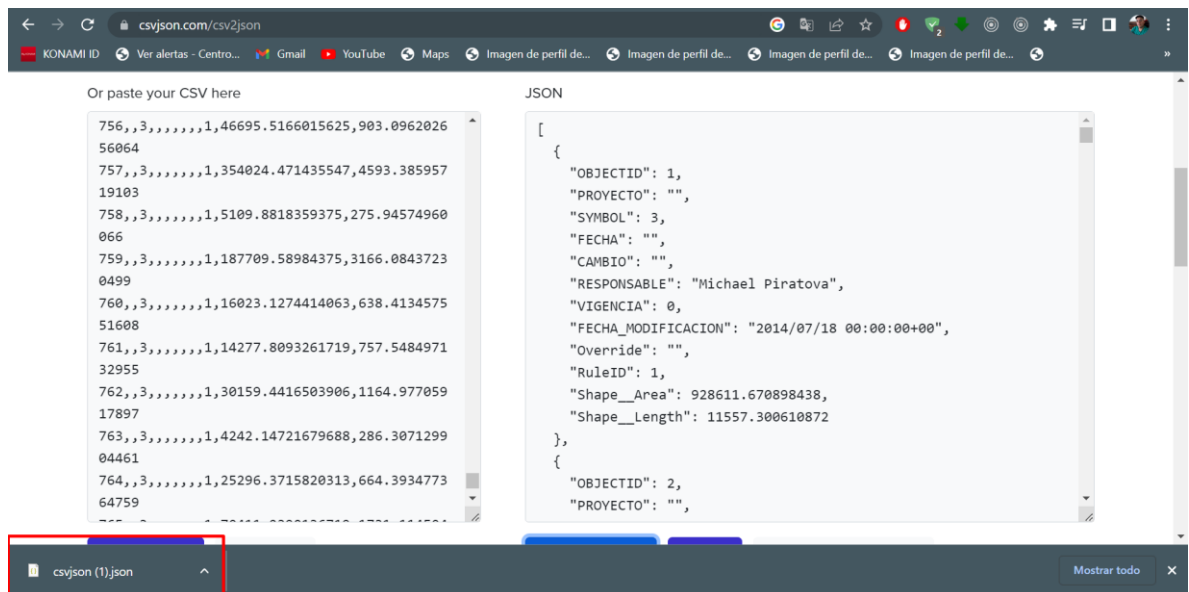 csvjson.com/csv2json
2
KONAMI ID Ver alertas - Centro... Gmail YouTube Maps Imagen de perfil de... Imagen de perfil de... Imagen de perfil de... Imagen de perfil de... »
Or paste your CSV here
756,,3,,,,,,,1,46695.5166015625,903.0962026
56064
757,,3,,,,,,,1,354024.471435547,4593.385957
19103
758,,3,,,,,,,1,5109.8818359375,275.94574960
066
759,,3,,,,,,,1,187709.58984375,3166.0843723
0499
760,,3,,,,,,,1,16023.1274414063,638.4134575
51608
761,,3,,,,,,,1,14277.8093261719,757.5484971
32955
762,,3,,,,,,,1,30159.4416503906,1164.977059
17897
763,,3,,,,,,,1,4242.14721679688,286.3071299
04461
764,,3,,,,,,,1,25296.3715820313,664.3934773
64759
JSON
[
{
"OBJECTID": 1,
"PROYECTO": "",
"SYMBOL": 3,
"FECHA": "",
"CAMBIO": "",
"RESPONSABLE": "Michael Piratova",
"VIGENCIA": 0,
"FECHA_MODIFICACION": "2014/07/18 00:00:00+00",
"Override": "",
"RuleID": 1,
"Shape__Area": 928611.670898438,
"Shape__Length": 11557.300610872
},
{
"OBJECTID": 2,
"PROYECTO": "",
csvjson (1).json
Mostrar todo